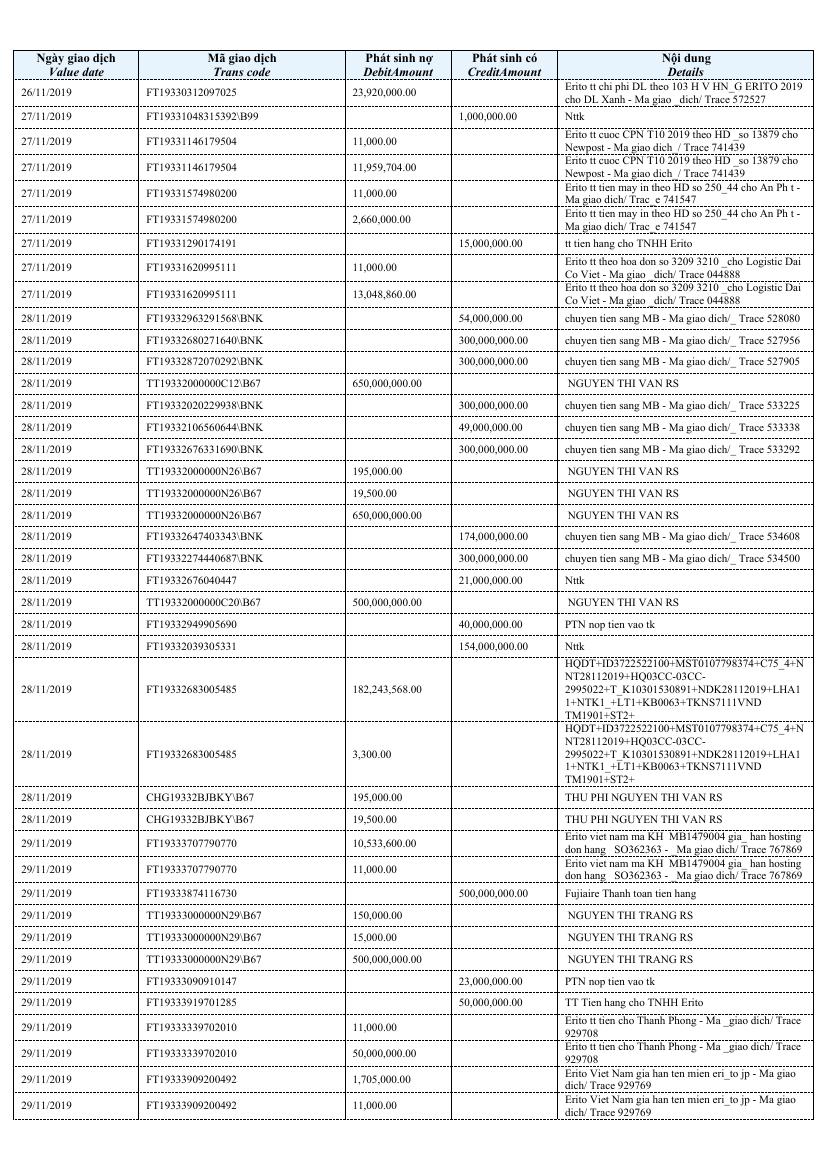 Ngày giao dịch Mã giao dịch Phát sinh nợ Phát sinh có Nội dung
Value date Trans code DebitAmount CreditAmount Details
26/11/2019 FT19330312097025 23,920,000.00 Erito tt chi phi DL theo 103 H V HN_G ERITO 2019
cho DL Xanh - Ma giao _dich/ Trace 572527
27/11/2019 FT19331048315392\B99 1,000,000.00 Nttk
27/11/2019 FT19331146179504 11,000.00 Erito tt cuoc CPN T10 2019 theo HD _so 13879 cho
Newpost - Ma giao dich_/ Trace 741439
27/11/2019 FT19331146179504 11,959,704.00 Erito tt cuoc CPN T10 2019 theo HD _so 13879 cho
Newpost - Ma giao dich_/ Trace 741439
27/11/2019 FT19331574980200 11,000.00 Erito tt tien may in theo HD so 250_44 cho An Ph t -
Ma giao dich/ Trac_e 741547
27/11/2019 FT19331574980200 2,660,000.00 Erito tt tien may in theo HD so 250_44 cho An Ph t -
Ma giao dich/ Trac_e 741547
27/11/2019 FT19331290174191 15,000,000.00 tt tien hang cho TNHH Erito
27/11/2019 FT19331620995111 11,000.00 Erito tt theo hoa don so 3209 3210 _cho Logistic Dai
Co Viet - Ma giao _dich/ Trace 044888
27/11/2019 FT19331620995111 13,048,860.00 Erito tt theo hoa don so 3209 3210 _cho Logistic Dai
Co Viet - Ma giao _dich/ Trace 044888
28/11/2019 FT19332963291568\BNK 54,000,000.00 chuyen tien sang MB - Ma giao dich/_ Trace 528080
28/11/2019 FT19332680271640\BNK 300,000,000.00 chuyen tien sang MB - Ma giao dich/_ Trace 527956
28/11/2019 FT19332872070292\BNK 300,000,000.00 chuyen tien sang MB - Ma giao dich/_ Trace 527905
28/11/2019 TT19332000000C12\B67 650,000,000.00 NGUYEN THI VAN RS
28/11/2019 FT19332020229938\BNK 300,000,000.00 chuyen tien sang MB - Ma giao dich/_ Trace 533225
28/11/2019 FT19332106560644\BNK 49,000,000.00 chuyen tien sang MB - Ma giao dich/_ Trace 533338
28/11/2019 FT19332676331690\BNK 300,000,000.00 chuyen tien sang MB - Ma giao dich/_ Trace 533292
28/11/2019 TT19332000000N26\B67 195,000.00 NGUYEN THI VAN RS
28/11/2019 TT19332000000N26\B67 19,500.00 NGUYEN THI VAN RS
28/11/2019 TT19332000000N26\B67 650,000,000.00 NGUYEN THI VAN RS
28/11/2019 FT19332647403343\BNK 174,000,000.00 chuyen tien sang MB - Ma giao dich/_ Trace 534608
28/11/2019 FT19332274440687\BNK 300,000,000.00 chuyen tien sang MB - Ma giao dich/_ Trace 534500
28/11/2019 FT19332676040447 21,000,000.00 Nttk
28/11/2019 TT19332000000C20\B67 500,000,000.00 NGUYEN THI VAN RS
28/11/2019 FT19332949905690 40,000,000.00 PTN nop tien vao tk
28/11/2019 FT19332039305331 154,000,000.00 Nttk
28/11/2019 FT19332683005485 182,243,568.00 HQDT+ID3722522100+MST0107798374+C75_4+N
NT28112019+HQ03CC-03CC-
2995022+T_K10301530891+NDK28112019+LHA1
1+NTK1_+LT1+KB0063+TKNS7111VND
TM1901+ST2+
28/11/2019 FT19332683005485 3,300.00 HQDT+ID3722522100+MST0107798374+C75_4+N
NT28112019+HQ03CC-03CC-
2995022+T_K10301530891+NDK28112019+LHA1
1+NTK1_+LT1+KB0063+TKNS7111VND
TM1901+ST2+
28/11/2019 CHG19332BJBKY\B67 195,000.00 THU PHI NGUYEN THI VAN RS
28/11/2019 CHG19332BJBKY\B67 19,500.00 THU PHI NGUYEN THI VAN RS
29/11/2019 FT19333707790770 10,533,600.00 Erito viet nam ma KH MB1479004 gia_ han hosting
don hang SO362363 - _Ma giao dich/ Trace 767869
29/11/2019 FT19333707790770 11,000.00 Erito viet nam ma KH MB1479004 gia_ han hosting
don hang SO362363 - _Ma giao dich/ Trace 767869
29/11/2019 FT19333874116730 500,000,000.00 Fujiaire Thanh toan tien hang
29/11/2019 TT19333000000N29\B67 150,000.00 NGUYEN THI TRANG RS
29/11/2019 TT19333000000N29\B67 15,000.00 NGUYEN THI TRANG RS
29/11/2019 TT19333000000N29\B67 500,000,000.00 NGUYEN THI TRANG RS
29/11/2019 FT19333090910147 23,000,000.00 PTN nop tien vao tk
29/11/2019 FT19333919701285 50,000,000.00 TT Tien hang cho TNHH Erito
29/11/2019 FT19333339702010 11,000.00 Erito tt tien cho Thanh Phong - Ma _giao dich/ Trace
929708
29/11/2019 FT19333339702010 50,000,000.00 Erito tt tien cho Thanh Phong - Ma _giao dich/ Trace
929708
29/11/2019 FT19333909200492 1,705,000.00 Erito Viet Nam gia han ten mien eri_to jp - Ma giao
dich/ Trace 929769
29/11/2019 FT19333909200492 11,000.00 Erito Viet Nam gia han ten mien eri_to jp - Ma giao
dich/ Trace 929769